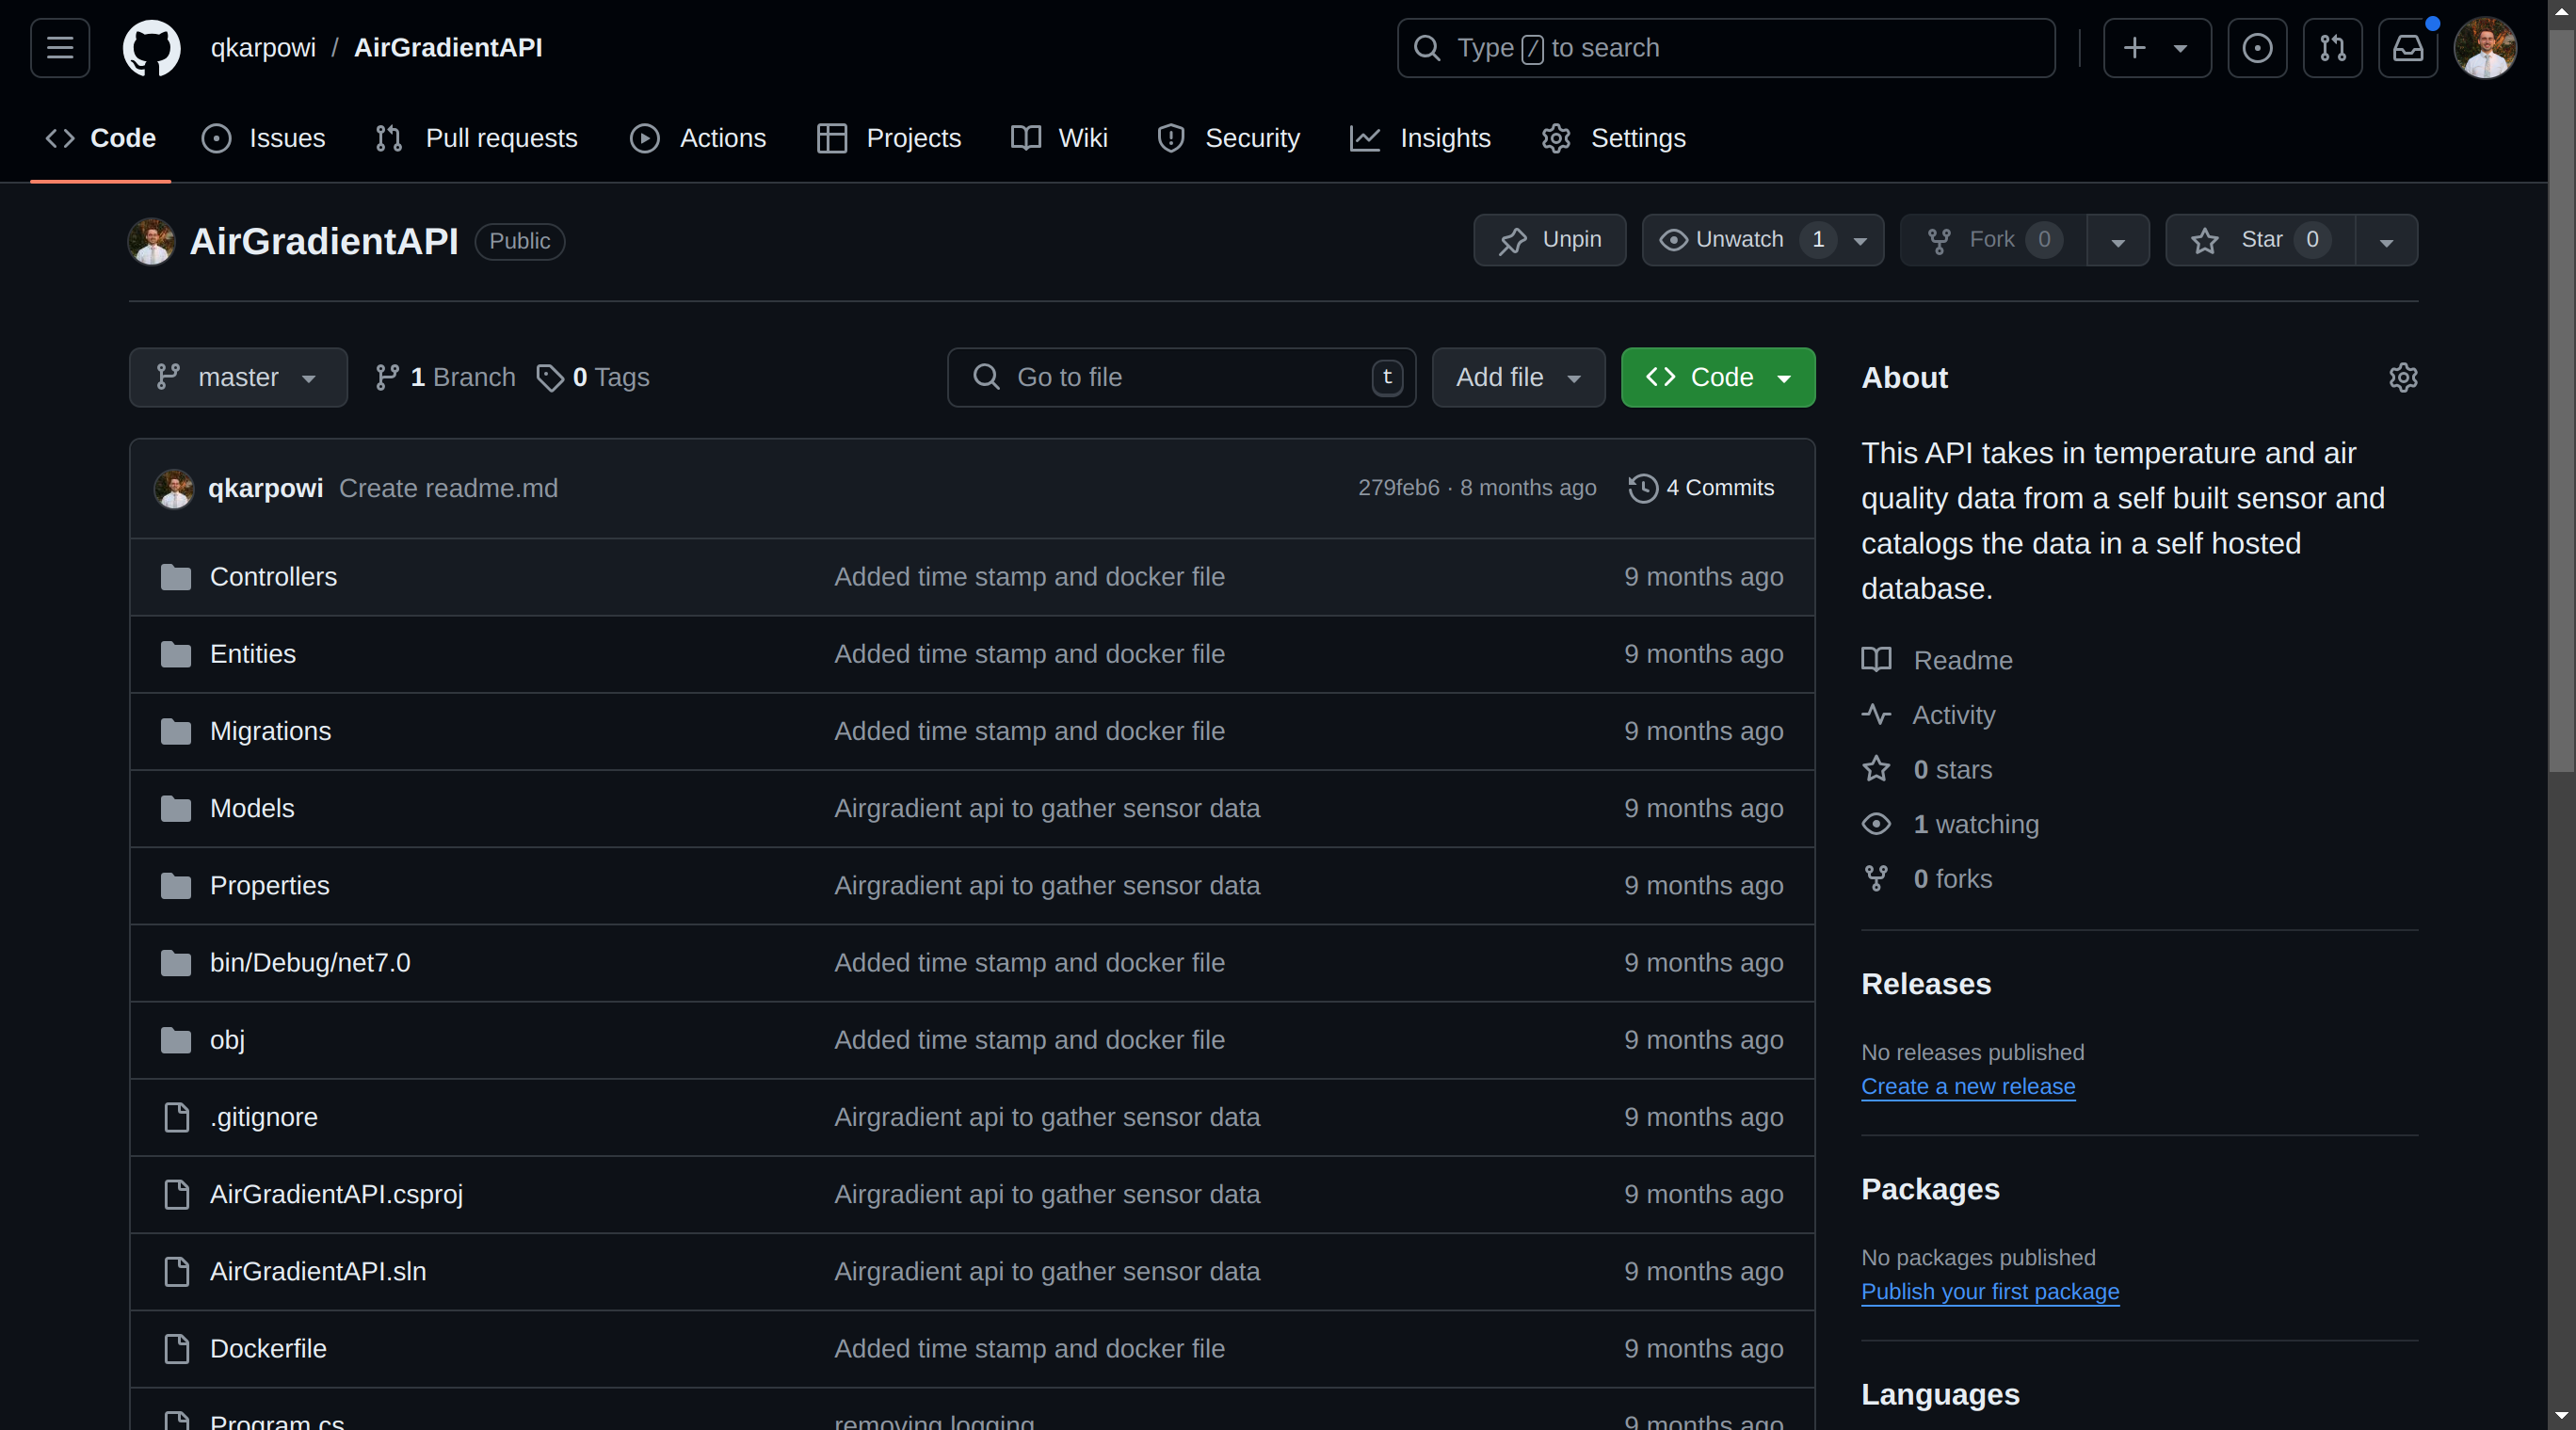 qkarpowi / AirGradientAPI
Type / to search
Code Issues Pull requests Actions Projects Wiki Security Insights Settings
AirGradientAPI Public
Unpin Unwatch 1 Fork 0 Star 0
master 1 Branch 0 Tags
Go to file t Add file Code
qkarpowi Create readme.md 279feb6 · 8 months ago 4 Commits
Controllers Added time stamp and docker file 9 months ago
Entities Added time stamp and docker file 9 months ago
Migrations Added time stamp and docker file 9 months ago
Models Airgradient api to gather sensor data 9 months ago
Properties Airgradient api to gather sensor data 9 months ago
bin/Debug/net7.0 Added time stamp and docker file 9 months ago
obj Added time stamp and docker file 9 months ago
.gitignore Airgradient api to gather sensor data 9 months ago
AirGradientAPI.csproj Airgradient api to gather sensor data 9 months ago
AirGradientAPI.sln Airgradient api to gather sensor data 9 months ago
Dockerfile Added time stamp and docker file 9 months ago
Program.cs removing logging 9 months ago
About
This API takes in temperature and air
quality data from a self built sensor and
catalogs the data in a self hosted
database.
Readme
Activity
0 stars
1 watching
0 forks
Releases
No releases published
Create a new release
Packages
No packages published
Publish your first package
Languages